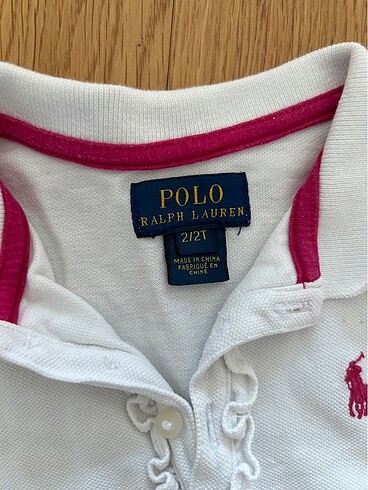 POLO
RALPH LAUREN
2/2T
MADE IN CHINA
FABRIQUÉ EN
CHINE